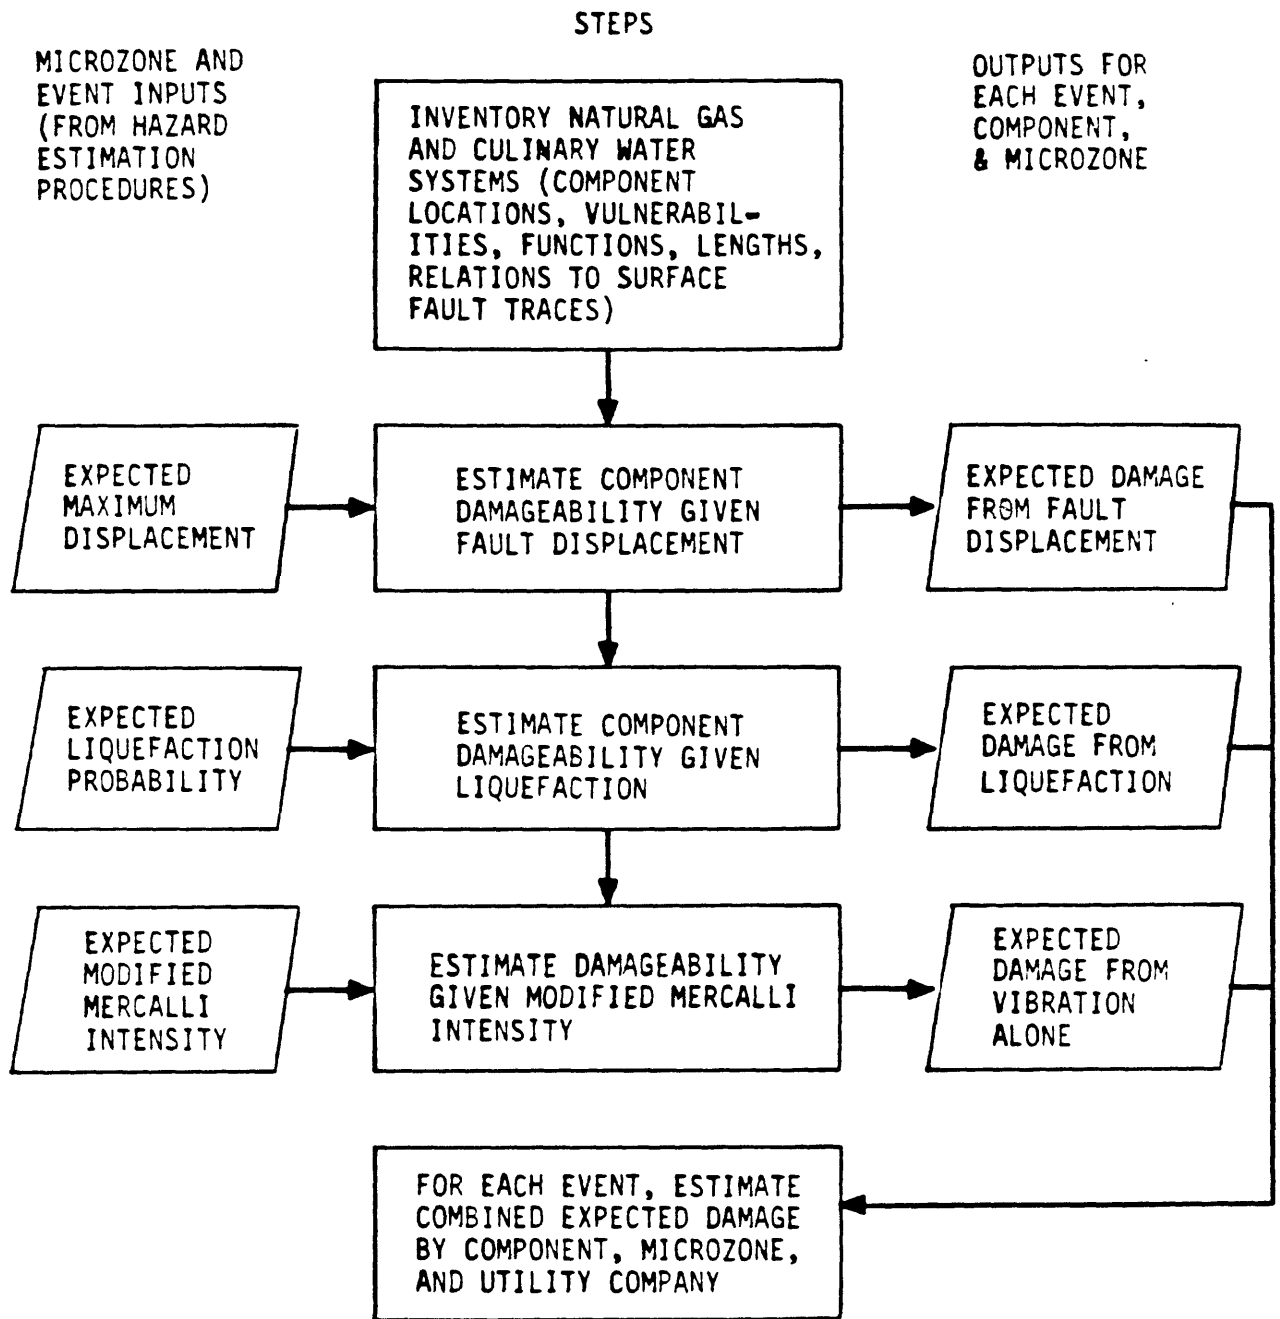 STEPS
MICROZONE AND
EVENT INPUTS
(FROM HAZARD
ESTIMATION
PROCEDURES)
OUTPUTS FOR
EACH EVENT,
COMPONENT,
& MICROZONE
INVENTORY NATURAL GAS
AND CULINARY WATER
SYSTEMS (COMPONENT
LOCATIONS, VULNERABIL-
ITIES, FUNCTIONS, LENGTHS,
RELATIONS TO SURFACE
FAULT TRACES)
EXPECTED
MAXIMUM
DISPLACEMENT
ESTIMATE COMPONENT
DAMAGEABILITY GIVEN
FAULT DISPLACEMENT
EXPECTED DAMAGE
FROM FAULT
DISPLACEMENT
EXPECTED
LIQUEFACTION
PROBABILITY
ESTIMATE COMPONENT
DAMAGEABILITY GIVEN
LIQUEFACTION
EXPECTED
DAMAGE FROM
LIQUEFACTION
EXPECTED
MODIFIED
MERCALLI
INTENSITY
ESTIMATE DAMAGEABILITY
GIVEN MODIFIED MERCALLI
INTENSITY
EXPECTED
DAMAGE FROM
VIBRATION
ALONE
FOR EACH EVENT, ESTIMATE
COMBINED EXPECTED DAMAGE
BY COMPONENT, MICROZONE,
AND UTILITY COMPANY